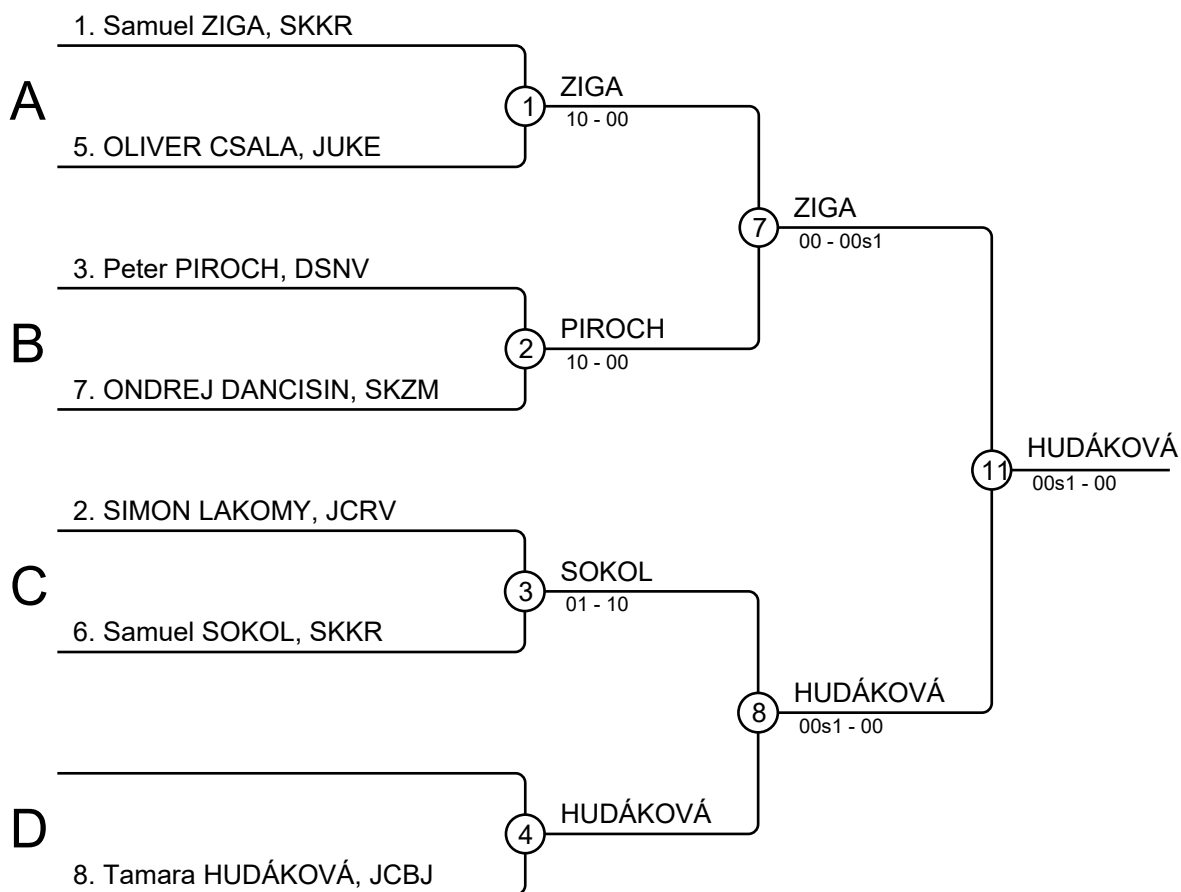 1. Samuel ZIGA, SKKR
A
1
ZIGA
10 - 00
5. OLIVER CSALA, JUKE
7
ZIGA
00 - 00s1
3. Peter PIROCH, DSNV
B
2
PIROCH
10 - 00
7. ONDREJ DANCISIN, SKZM
11
HUDÁKOVÁ
00s1 - 00
2. SIMON LAKOMY, JCRV
C
3
SOKOL
01 - 10
6. Samuel SOKOL, SKKR
8
HUDÁKOVÁ
00s1 - 00
D
4
HUDÁKOVÁ
8. Tamara HUDÁKOVÁ, JCBJ